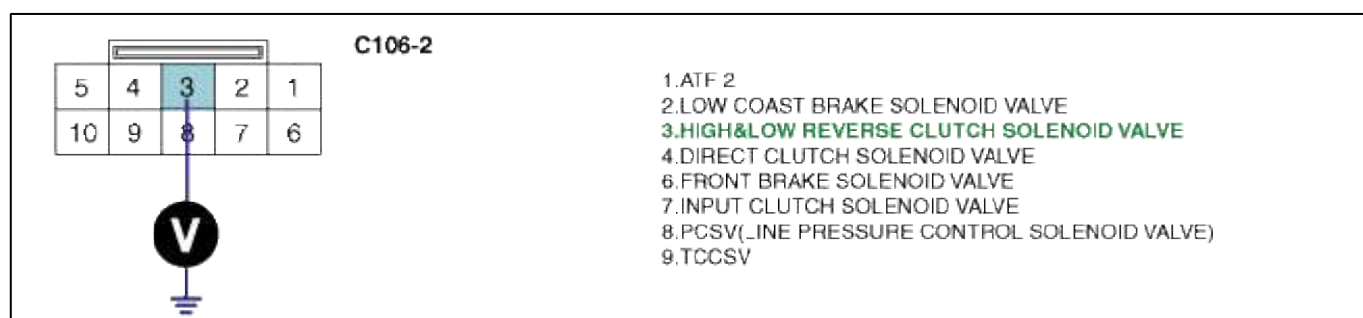 C106-2
5 4 3 2 1
10 9 8 7 6
V
1.ATF 2
2.LOW COAST BRAKE SOLENOID VALVE
3.HIGH&LOW REVERSE CLUTCH SOLENOID VALVE
4.DIRECT CLUTCH SOLENOID VALVE
6.FRONT BRAKE SOLENOID VALVE
7.INPUT CLUTCH SOLENOID VALVE
8.PCSV(LINE PRESSURE CONTROL SOLENOID VALVE)
9.TCCSV